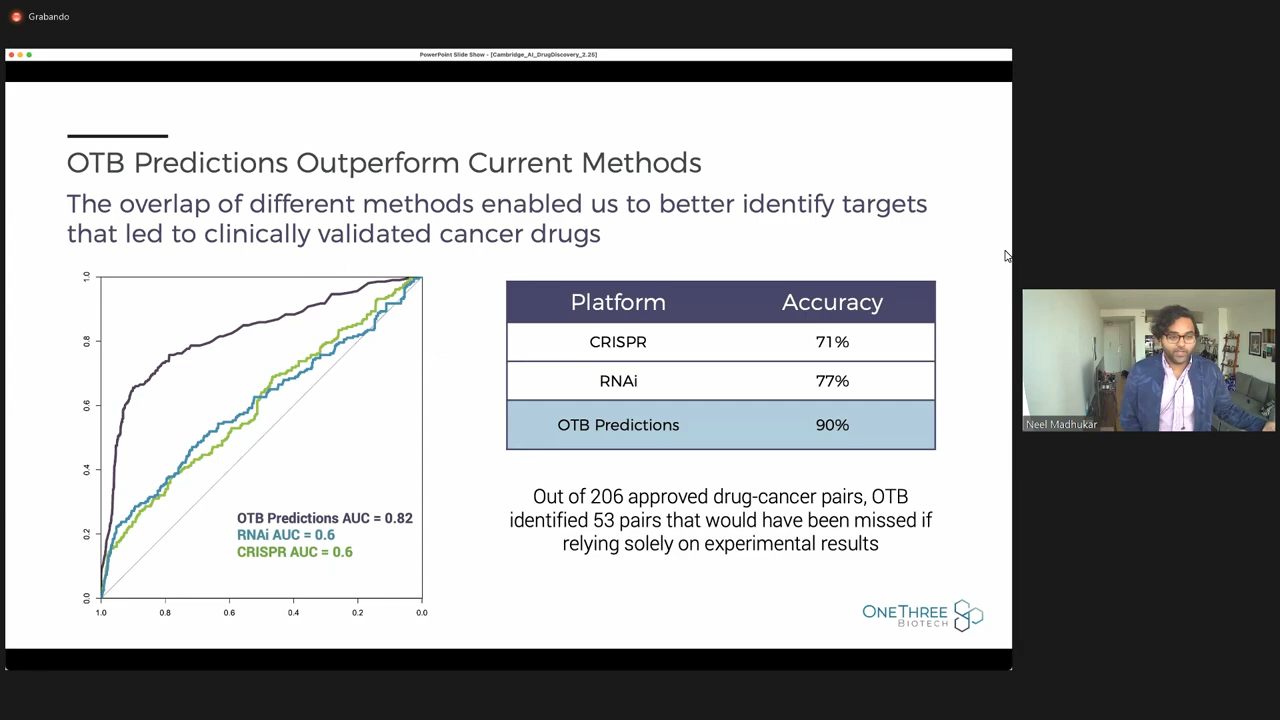 Grabando
PowerPoint Slide Show - [Cambridge_AI_DrugDiscovery_2.25]
OTB Predictions Outperform Current Methods
The overlap of different methods enabled us to better identify targets
that led to clinically validated cancer drugs
1.0
0.8
0.6
0.4
0.2
0.0
OTB Predictions AUC = 0.82
RNAi AUC = 0.6
CRISPR AUC = 0.6
1.0 0.8 0.6 0.4 0.2 0.0
Platform Accuracy
CRISPR 71%
RNAi 77%
OTB Predictions 90%
Out of 206 approved drug-cancer pairs, OTB
identified 53 pairs that would have been missed if
relying solely on experimental results
ONETHREE
BIOTECH
Neel Madhukar